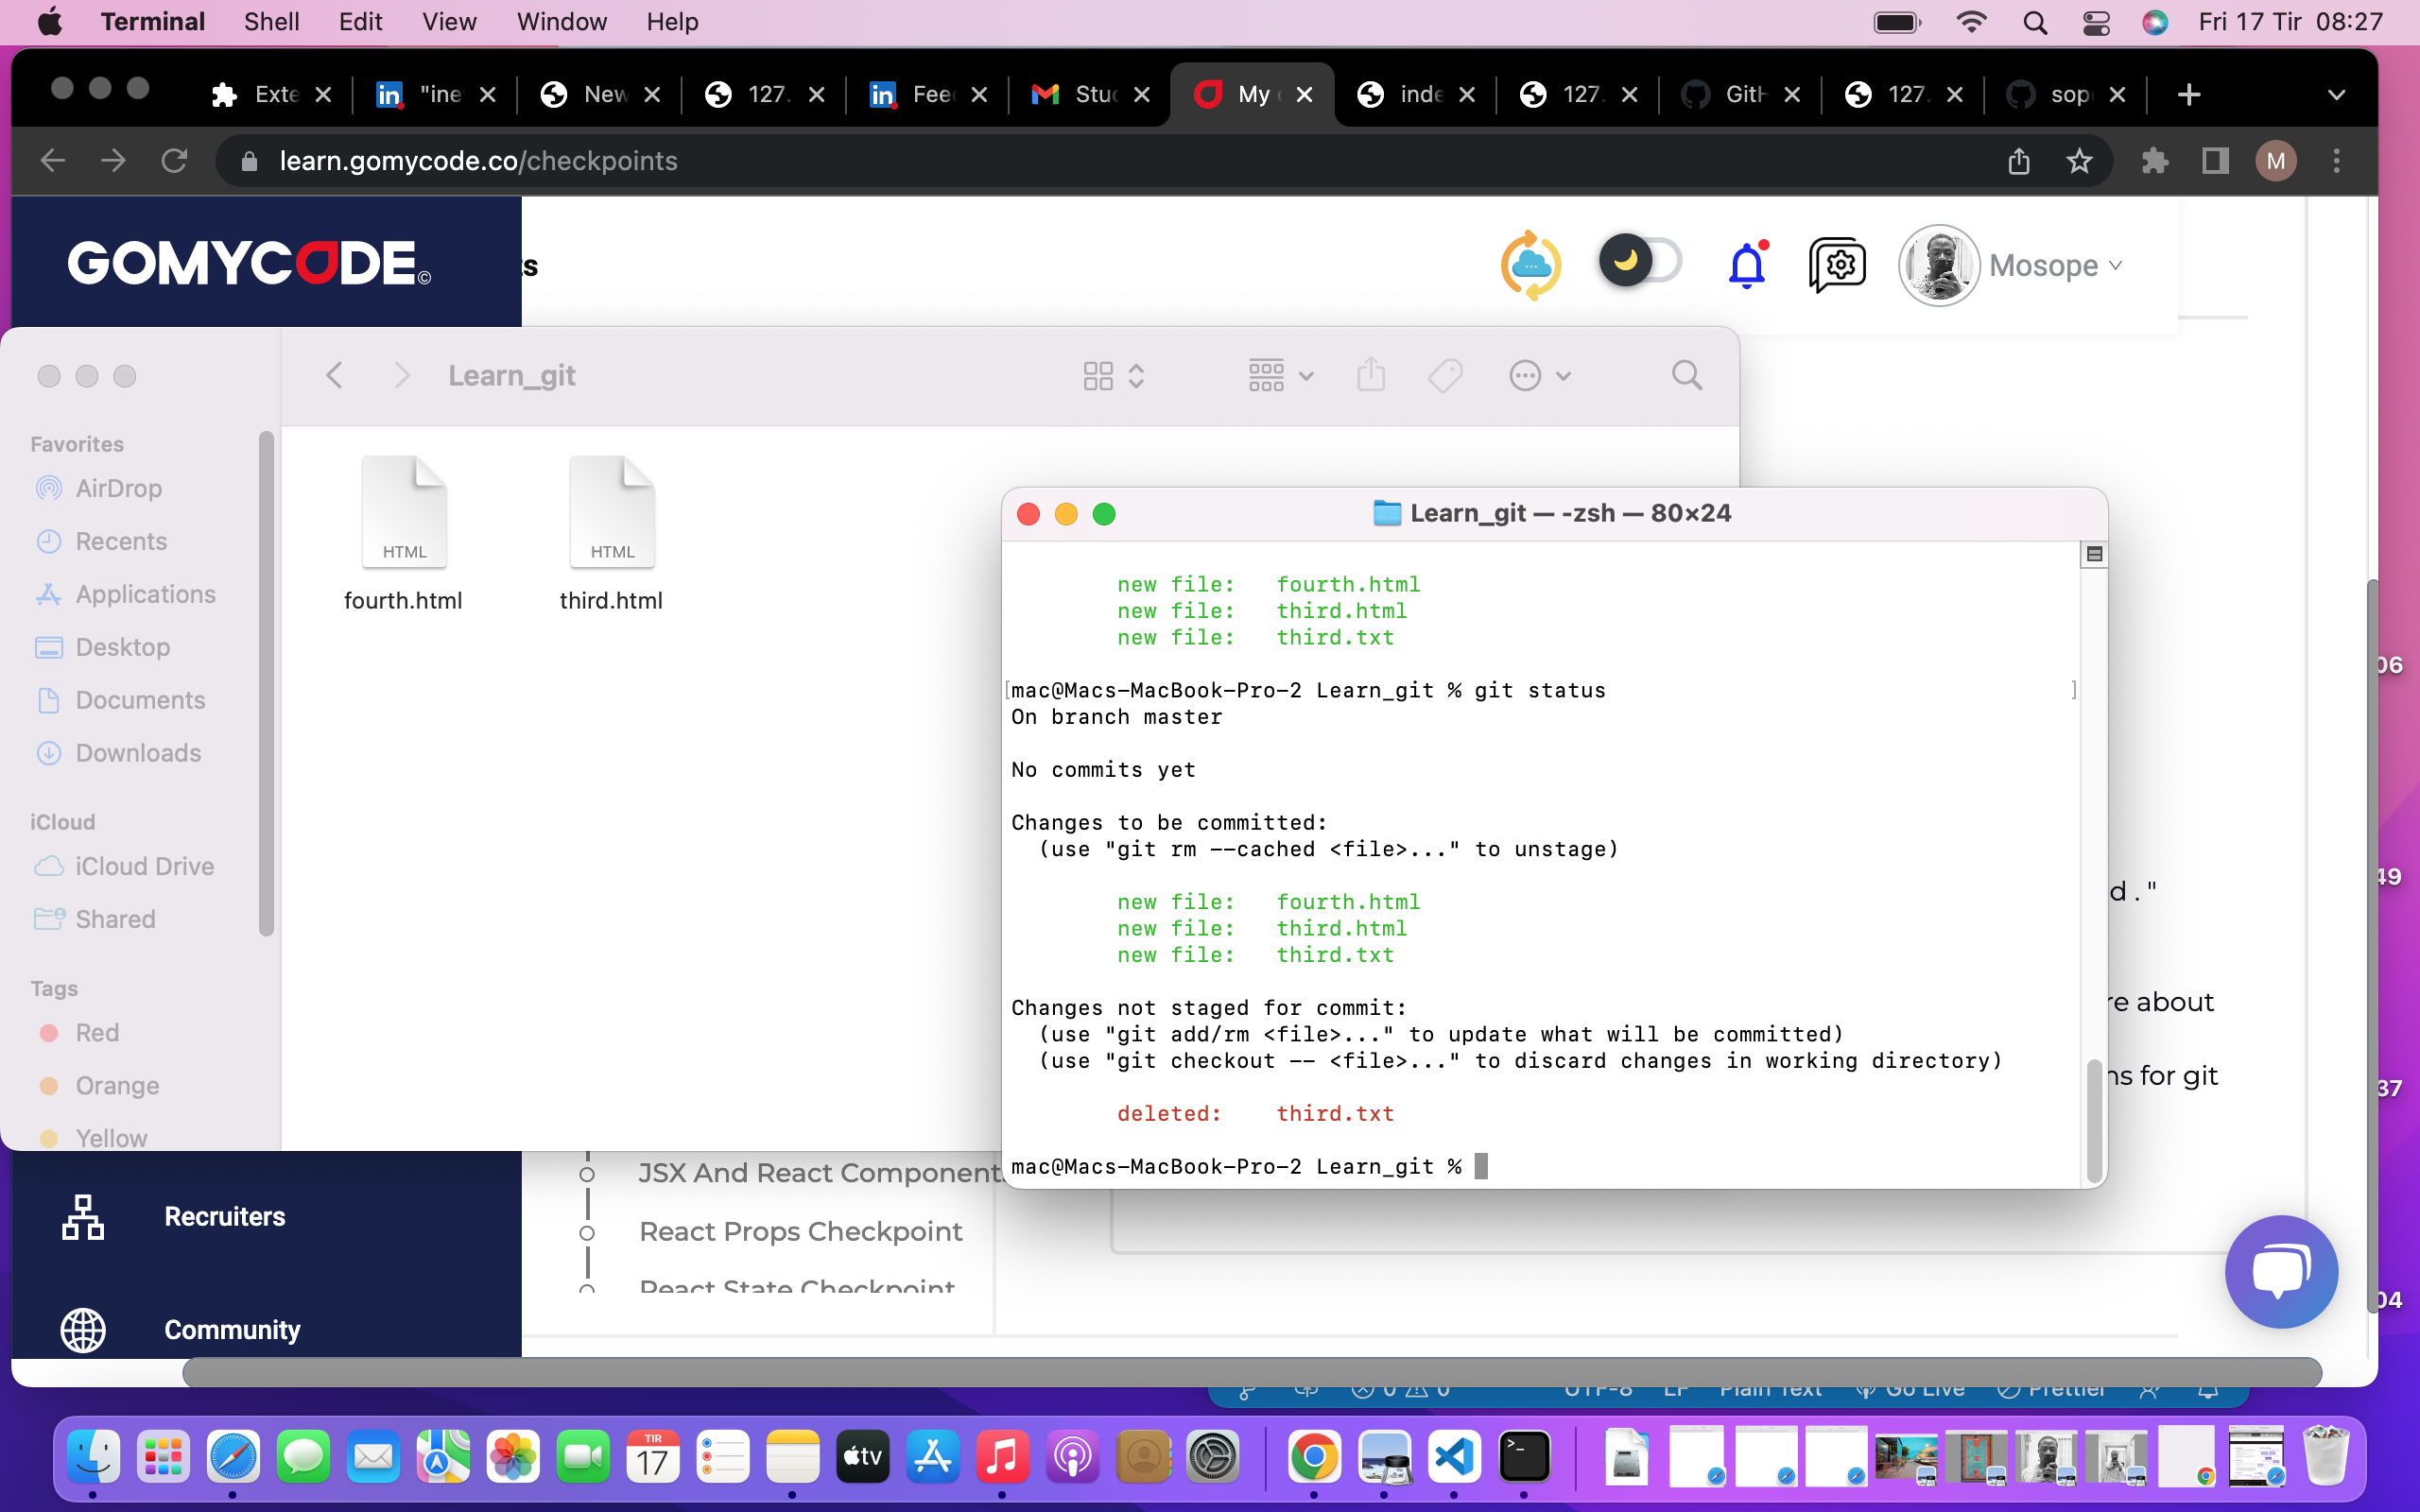 Terminal Shell Edit View Window Help Fri 17 Tir 08:27
Exte "ine New 127. Fee Stud My inde 127. GitH 127. sop
learn.gomycode.co/checkpoints
M
GOMYCODE©
ts
Mosope
Learn_git
Favorites
AirDrop
Recents
Applications
Desktop
Documents
Downloads
iCloud
iCloud Drive
Shared
Tags
Red
Orange
Yellow
HTML
fourth.html
HTML
third.html
Learn_git — -zsh — 80×24
new file: fourth.html
new file: third.html
new file: third.txt
[mac@Macs-MacBook-Pro-2 Learn_git % git status ]
On branch master
No commits yet
Changes to be committed:
(use "git rm --cached <file>..." to unstage)
new file: fourth.html
new file: third.html
new file: third.txt
Changes not staged for commit:
(use "git add/rm <file>..." to update what will be committed)
(use "git checkout -- <file>..." to discard changes in working directory)
deleted: third.txt
mac@Macs-MacBook-Pro-2 Learn_git %
d . "
re about
ns for git
06
49
37
04
Recruiters
Community
JSX And React Component
React Props Checkpoint
React State Checkpoint
0 0 UTF-8 LF Plain Text Go Live Prettier
TIR
17
tv